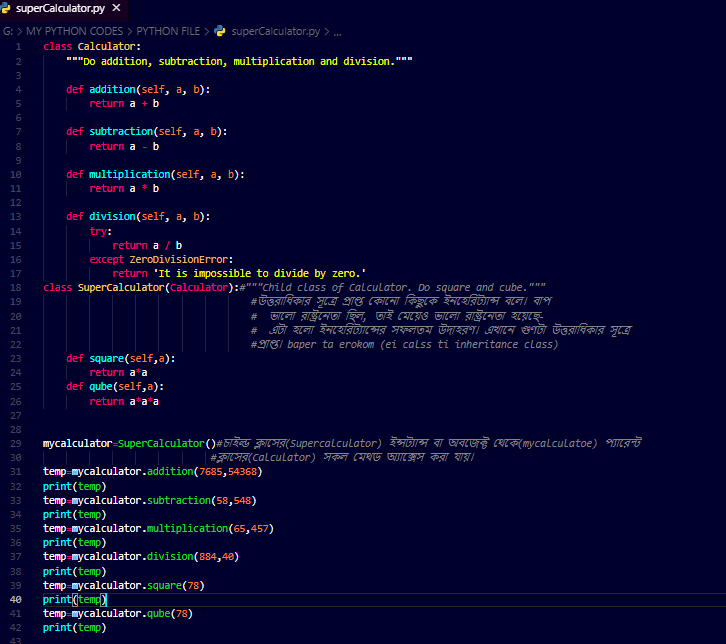 superCalculator.py ×
G: > MY PYTHON CODES > PYTHON FILE > superCalculator.py > ...
1 class Calculator:
2 """Do addition, subtraction, multiplication and division."""
3
4 def addition(self, a, b):
5 return a + b
6
7 def subtraction(self, a, b):
8 return a - b
9
10 def multiplication(self, a, b):
11 return a * b
12
13 def division(self, a, b):
14 try:
15 return a / b
16 except ZeroDivisionError:
17 return 'It is impossible to divide by zero.'
18 class SuperCalculator(Calculator):#"""Child class of Calculator. Do square and cube."""
19 #উত্তরাধিকার সূত্রে প্রাপ্ত কোনো কিছুকে ইনহেরিট্যান্স বলে। বাপ
20 # ভালো রাষ্ট্রনেতা ছিল, তাই মেয়েও ভালো রাষ্ট্রনেতা হয়েছে-
21 # এটা হলো ইনহেরিট্যান্সের সফলতম উদাহরণ। এখানে গুণটা উত্তরাধিকার সূত্রে
22 #প্রাপ্ত। baper ta erokom (ei calss ti inheritance class)
23 def square(self,a):
24 return a*a
25 def qube(self,a):
26 return a*a*a
27
28
29 mycalculator=SuperCalculator()#চাইল্ড ক্লাসের(Supercalculator) ইন্সট্যান্স বা অবজেক্ট থেকে(mycalculatoe) প্যারেন্ট
30 #ক্লাসের(Calculator) সকল মেথড অ্যাক্সেস করা যায়।
31 temp=mycalculator.addition(7685,54368)
32 print(temp)
33 temp=mycalculator.subtraction(58,548)
34 print(temp)
35 temp=mycalculator.multiplication(65,457)
36 print(temp)
37 temp=mycalculator.division(884,40)
38 print(temp)
39 temp=mycalculator.square(78)
40 print(temp)
41 temp=mycalculator.qube(78)
42 print(temp)
43